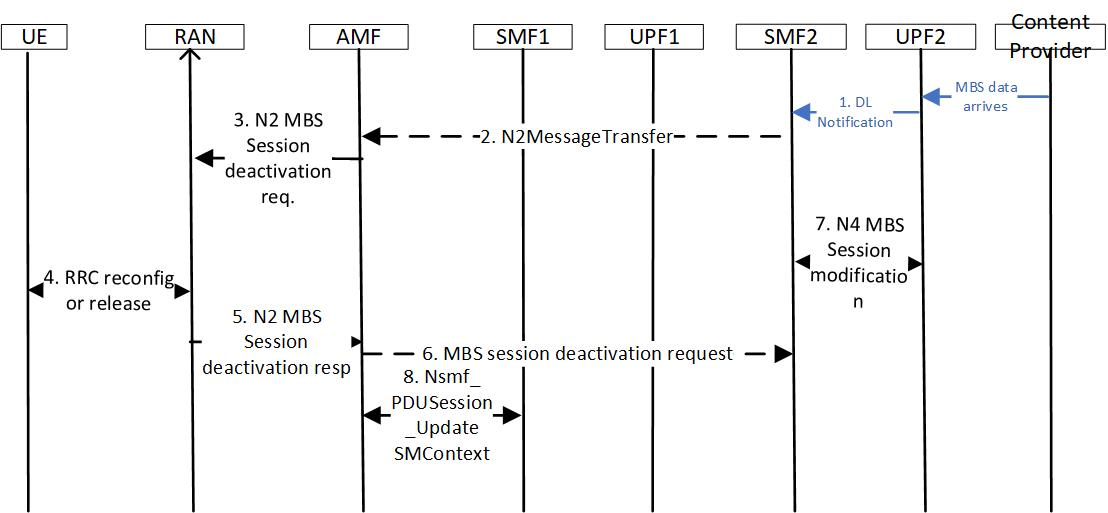 UE
RAN
AMF
SMF1
UPF1
SMF2
UPF2
Content
Provider
MBS data
arrives
1. DL
Notification
2. N2MessageTransfer
3. N2 MBS
Session
deactivation
req.
7. N4 MBS
Session
modificatio
n
4. RRC reconfig
or release
5. N2 MBS
Session
deactivation resp
6. MBS session deactivation request
8. Nsmf_
PDUSession
_Update
SMContext